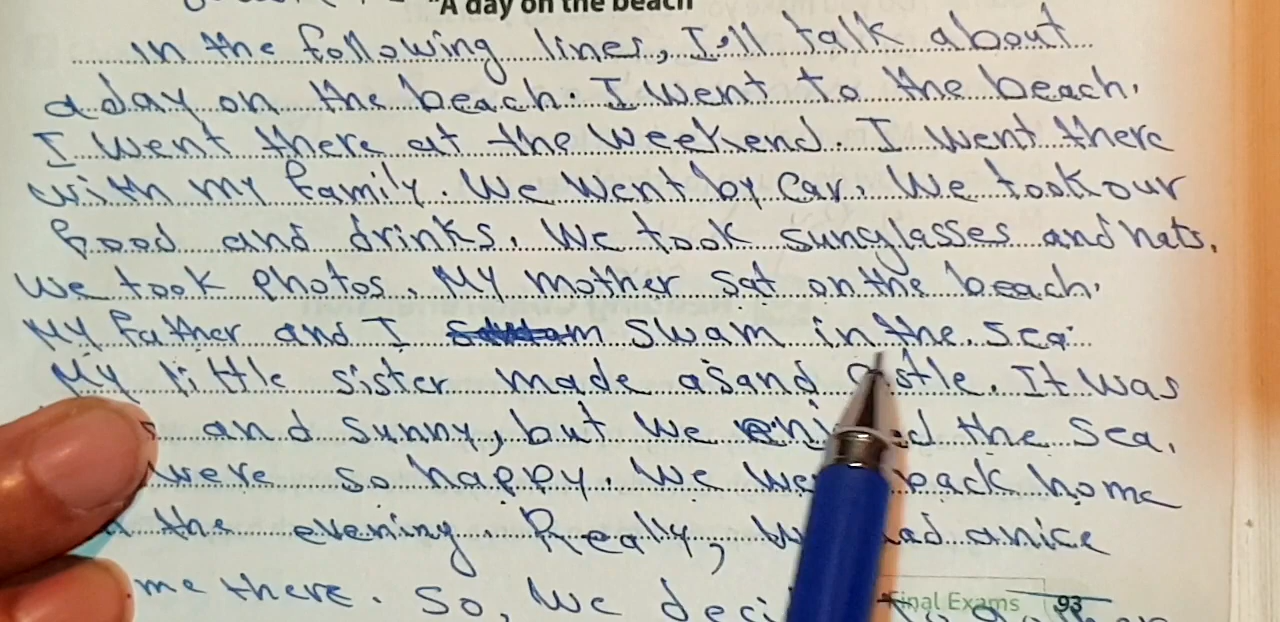 "A day on the beach"
In the following lines, I'll talk about
a day on the beach. I went to the beach.
I went there at the weekend. I went there
with my family. We went by car. We took our
food and drinks. We took sunglasses and hats.
We took photos. My mother sat on the beach.
My father and I swam in the sea.
My little sister made a sand castle. It was
and sunny, but we enjoyed the sea.
were so happy. We went back home
the evening. Really, had a nice
me there. So, we
Final Exams 93